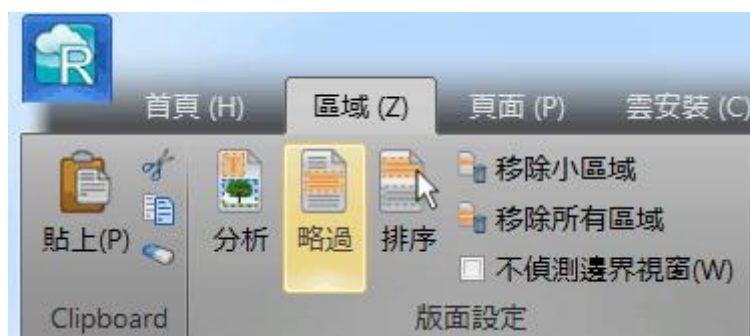 R
首頁 (H) 區域 (Z) 頁面 (P) 雲安裝 (C)
移除小區域
移除所有區域
貼上(P) 分析 略過 排序
不偵測邊界視窗(W)
Clipboard 版面設定